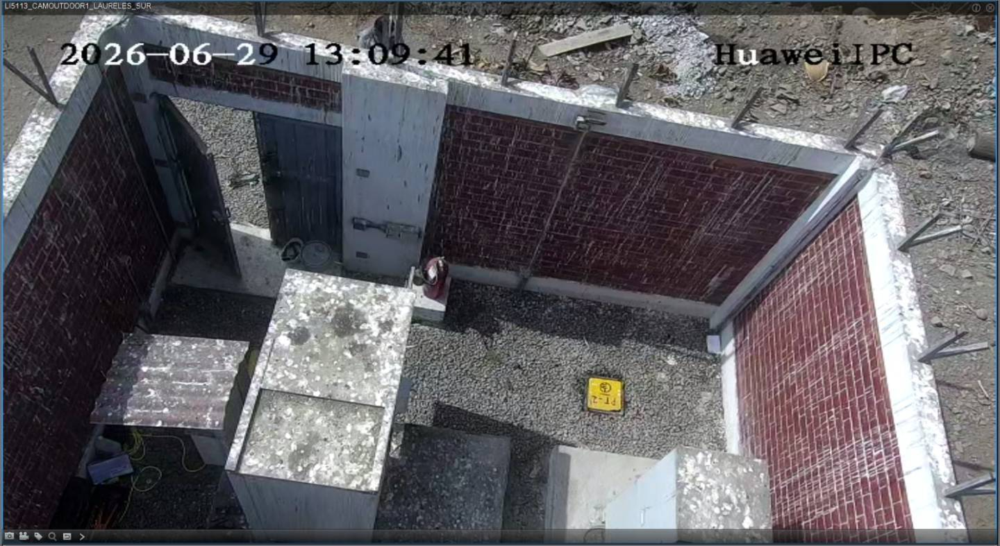 LI5113_CAMOUTDOOR1_LAURELES_SUR
2026-06-29 13:09:41
HuaweiIPC
PT-2